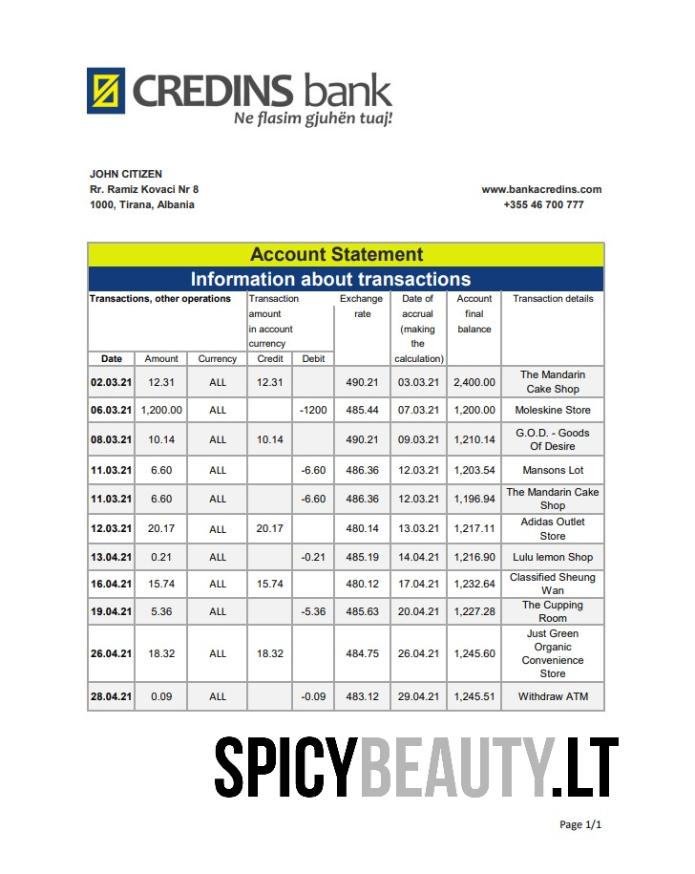 CREDINS bank
Ne flasim gjuhën tuaj!
JOHN CITIZEN
Rr. Ramiz Kovaci Nr 8
www.bankacredins.com
1000, Tirana, Albania
+355 46 700 777
Account Statement
Information about transactions
Transactions, other operations
Transaction
amount
in account
currency
Exchange
rate
Date of
accrual
(making
the
calculation)
Account
final
balance
Transaction details
Date Amount Currency Credit Debit
02.03.21 12.31 ALL 12.31 490.21 03.03.21 2,400.00 The Mandarin
Cake Shop
06.03.21 1,200.00 ALL -1200 485.44 07.03.21 1,200.00 Moleskine Store
08.03.21 10.14 ALL 10.14 490.21 09.03.21 1,210.14 G.O.D. - Goods
Of Desire
11.03.21 6.60 ALL -6.60 486.36 12.03.21 1,203.54 Mansons Lot
11.03.21 6.60 ALL -6.60 486.36 12.03.21 1,196.94 The Mandarin Cake
Shop
12.03.21 20.17 ALL 20.17 480.14 13.03.21 1,217.11 Adidas Outlet
Store
13.04.21 0.21 ALL -0.21 485.19 14.04.21 1,216.90 Lulu lemon Shop
16.04.21 15.74 ALL 15.74 480.12 17.04.21 1,232.64 Classified Sheung
Wan
19.04.21 5.36 ALL -5.36 485.63 20.04.21 1,227.28 The Cupping
Room
26.04.21 18.32 ALL 18.32 484.75 26.04.21 1,245.60 Just Green
Organic
Convenience
Store
28.04.21 0.09 ALL -0.09 483.12 29.04.21 1,245.51 Withdraw ATM
SPICYBEAUTY.LT
Page 1/1